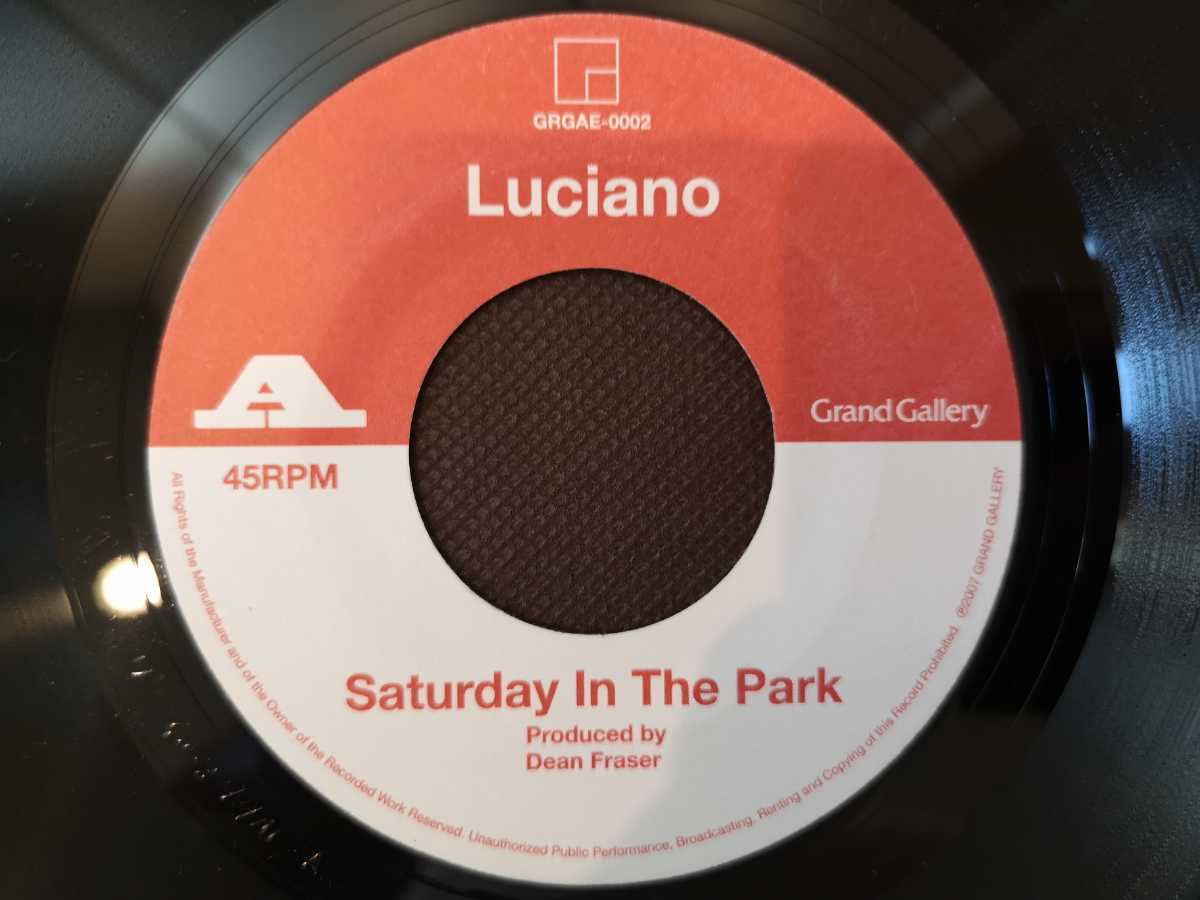 GRGAE-0002
Luciano
A
Grand Gallery
45RPM
Saturday In The Park
Produced by
Dean Fraser
All Rights of the Manufacturer and of the Owner of the Recorded Work Reserved. Unauthorized Public Performance, Broadcasting, Renting and Copying of this Record Prohibited. ℗2007 GRAND GALLERY